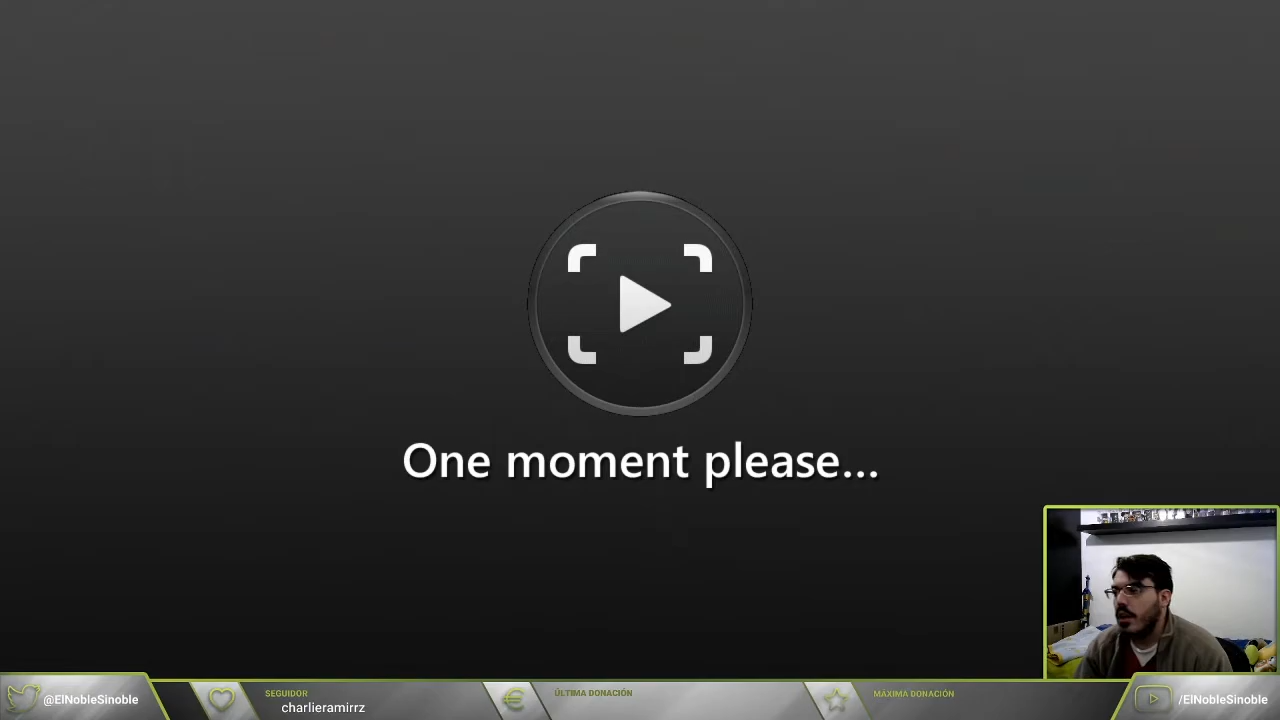 One moment please...
@ElNobleSinoble
SEGUIDOR
charlieramirrz
ÚLTIMA DONACIÓN
MÁXIMA DONACIÓN
/ElNobleSinoble